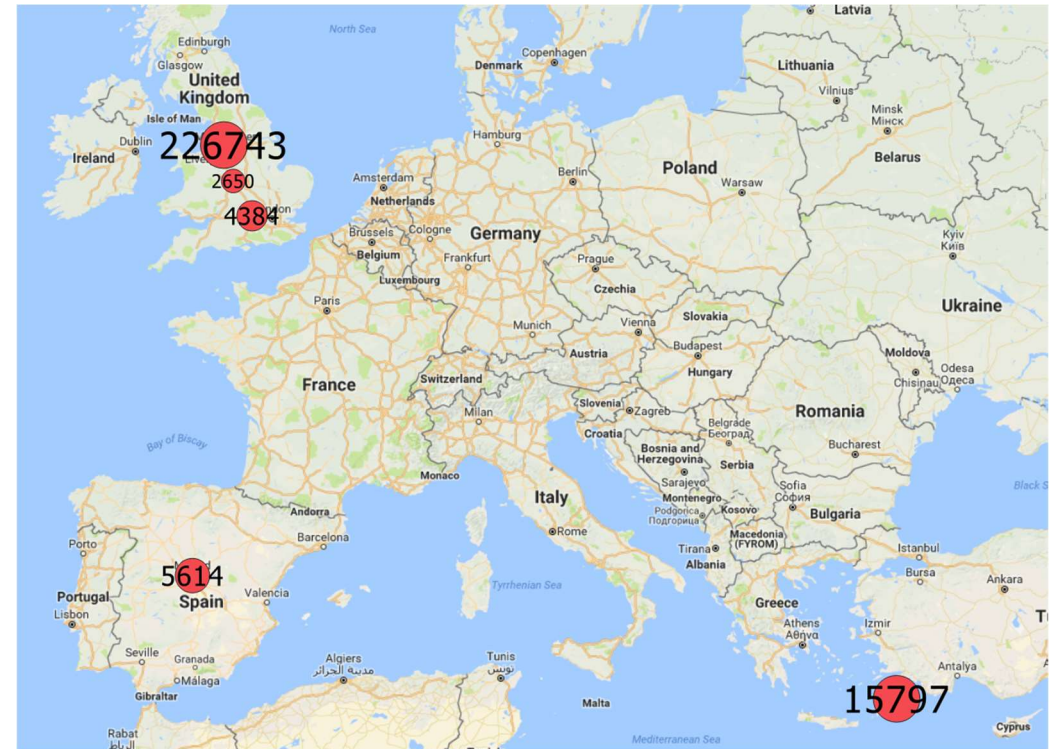 Latvia
North Sea
Edinburgh
Glasgow
Copenhagen
Denmark
Lithuania
Vilnius
United
Kingdom
Isle of Man
Minsk
Мінск
Dublin
Ireland
226743
Hamburg
Belarus
2650
Amsterdam
Netherlands
Berlin
Poland
Warsaw
4384
Brussels
Belgium
Cologne
Germany
Kyiv
Київ
Frankfurt
Prague
Czechia
Luxembourg
Paris
Ukraine
Slovakia
Munich
Vienna
Austria
Budapest
Hungary
Moldova
Chisinau
Odesa
Одеса
France
Switzerland
Milan
Slovenia
Zagreb
Croatia
Romania
Belgrade
Београд
Bay of Biscay
Bosnia and
Herzegovina
Bucharest
Serbia
Monaco
Sarajevo
Italy
Montenegro
Sofia
София
Black S
Andorra
Podgorica
Подгорица
Kosovo
Bulgaria
Barcelona
Rome
Macedonia
(FYROM)
Porto
Tirana
Albania
Istanbul
5614
Spain
Bursa
Ankara
Tyrrhenian Sea
Portugal
Lisbon
Valencia
Greece
Athens
Αθήνα
Izmir
Seville
Granada
Málaga
Algiers
مدينة الجزائر
Tunis
تونس
Antalya
Gibraltar
Malta
15797
Cyprus
Rabat
الرباط
Mediterranean Sea